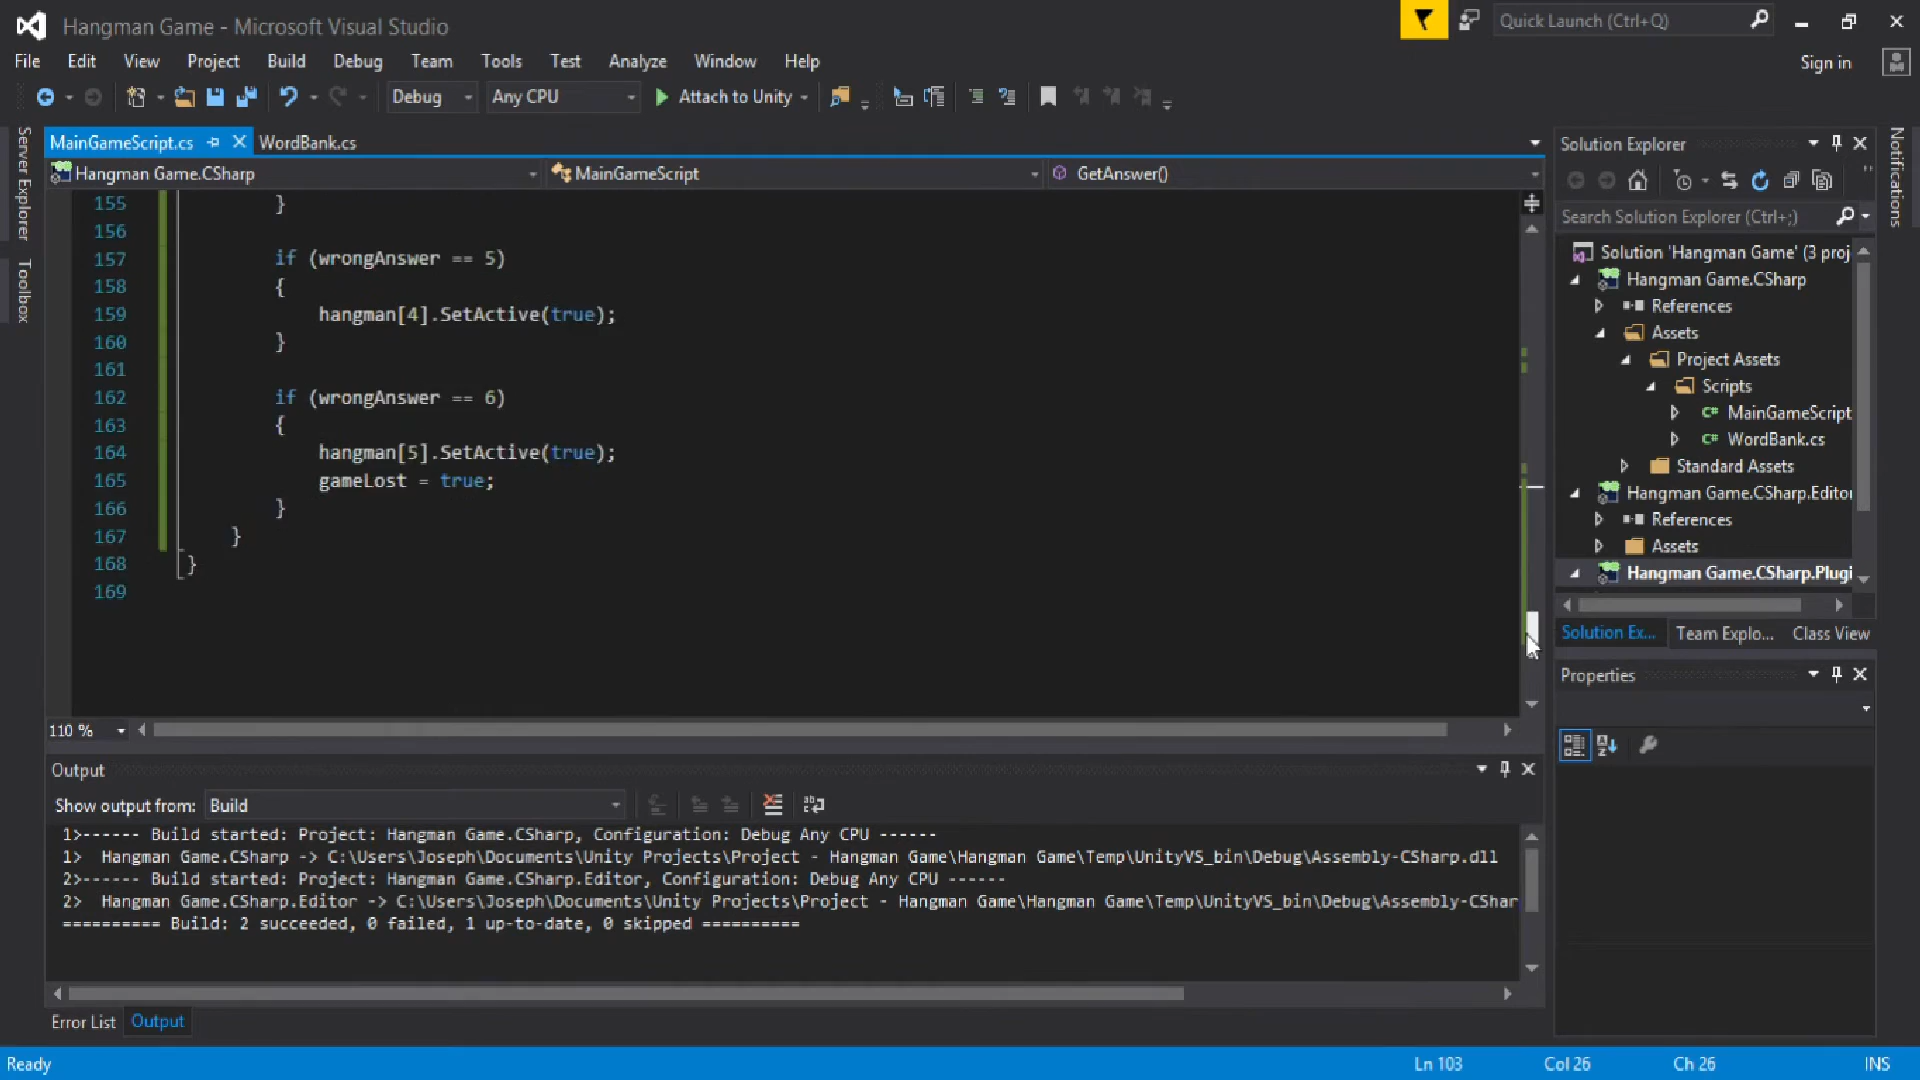 Hangman Game - Microsoft Visual Studio
Quick Launch (Ctrl+Q)
File Edit View Project Build Debug Team Tools Test Analyze Window Help
Sign in
Debug Any CPU Attach to Unity
Server Explorer
Toolbox
MainGameScript.cs WordBank.cs
Hangman Game.CSharp MainGameScript GetAnswer()
155 }
156
157 if (wrongAnswer == 5)
158 {
159 hangman[4].SetActive(true);
160 }
161
162 if (wrongAnswer == 6)
163 {
164 hangman[5].SetActive(true);
165 gameLost = true;
166 }
167 }
168 }
169
110 %
Output
Show output from: Build
1>------ Build started: Project: Hangman Game.CSharp, Configuration: Debug Any CPU ------
1> Hangman Game.CSharp -> C:\Users\Joseph\Documents\Unity Projects\Project - Hangman Game\Hangman Game\Temp\UnityVS_bin\Debug\Assembly-CSharp.dll
2>------ Build started: Project: Hangman Game.CSharp.Editor, Configuration: Debug Any CPU ------
2> Hangman Game.CSharp.Editor -> C:\Users\Joseph\Documents\Unity Projects\Project - Hangman Game\Hangman Game\Temp\UnityVS_bin\Debug\Assembly-CShar
========== Build: 2 succeeded, 0 failed, 1 up-to-date, 0 skipped ==========
Error List Output
Solution Explorer
Search Solution Explorer (Ctrl+;)
Solution 'Hangman Game' (3 proj
Hangman Game.CSharp
References
Assets
Project Assets
Scripts
C# MainGameScript
C# WordBank.cs
Standard Assets
Hangman Game.CSharp.Editor
References
Assets
Hangman Game.CSharp.Plugi
Solution Ex... Team Explo... Class View
Properties
Notifications
Ready
Ln 103 Col 26 Ch 26 INS